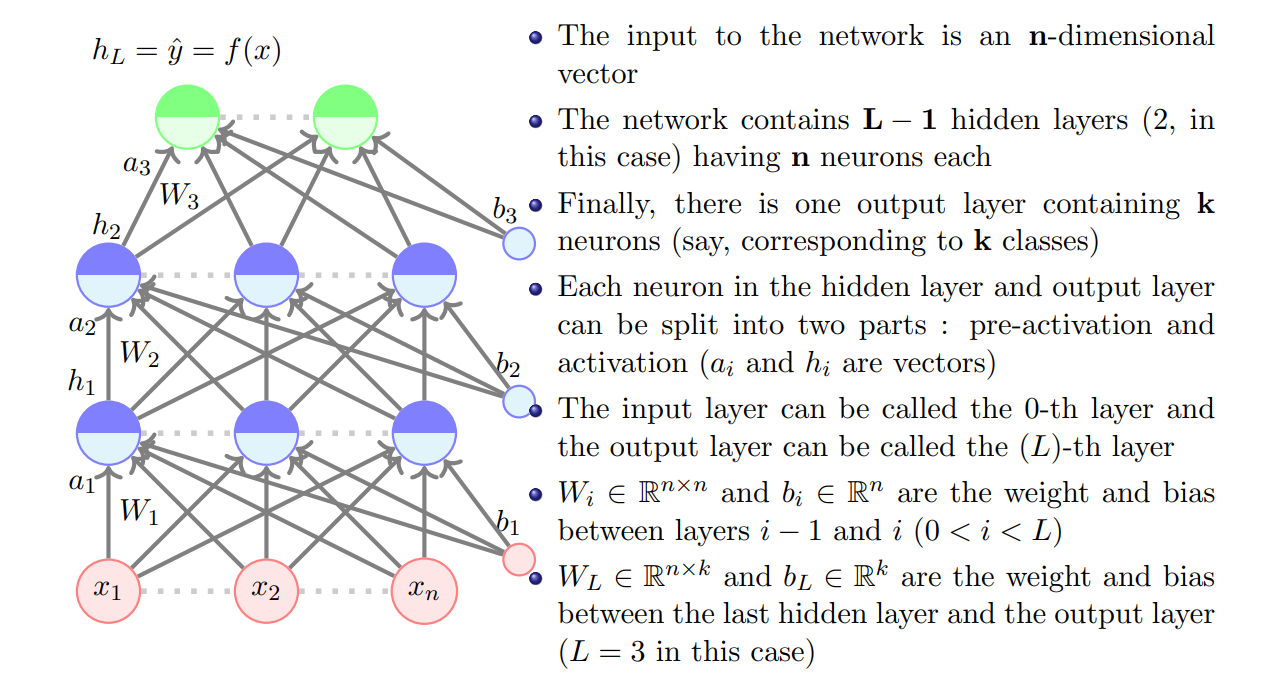 h_L = ŷ = f(x)
a_3
W_3
h_2
b_3
a_2
W_2
h_1
b_2
a_1
W_1
b_1
x_1 x_2 x_n
• The input to the network is an n-dimensional
vector
• The network contains L − 1 hidden layers (2, in
this case) having n neurons each
• Finally, there is one output layer containing k
neurons (say, corresponding to k classes)
• Each neuron in the hidden layer and output layer
can be split into two parts : pre-activation and
activation (a_i and h_i are vectors)
• The input layer can be called the 0-th layer and
the output layer can be called the (L)-th layer
• W_i ∈ ℝ^{n×n} and b_i ∈ ℝ^n are the weight and bias
between layers i − 1 and i (0 < i < L)
• W_L ∈ ℝ^{n×k} and b_L ∈ ℝ^k are the weight and bias
between the last hidden layer and the output layer
(L = 3 in this case)